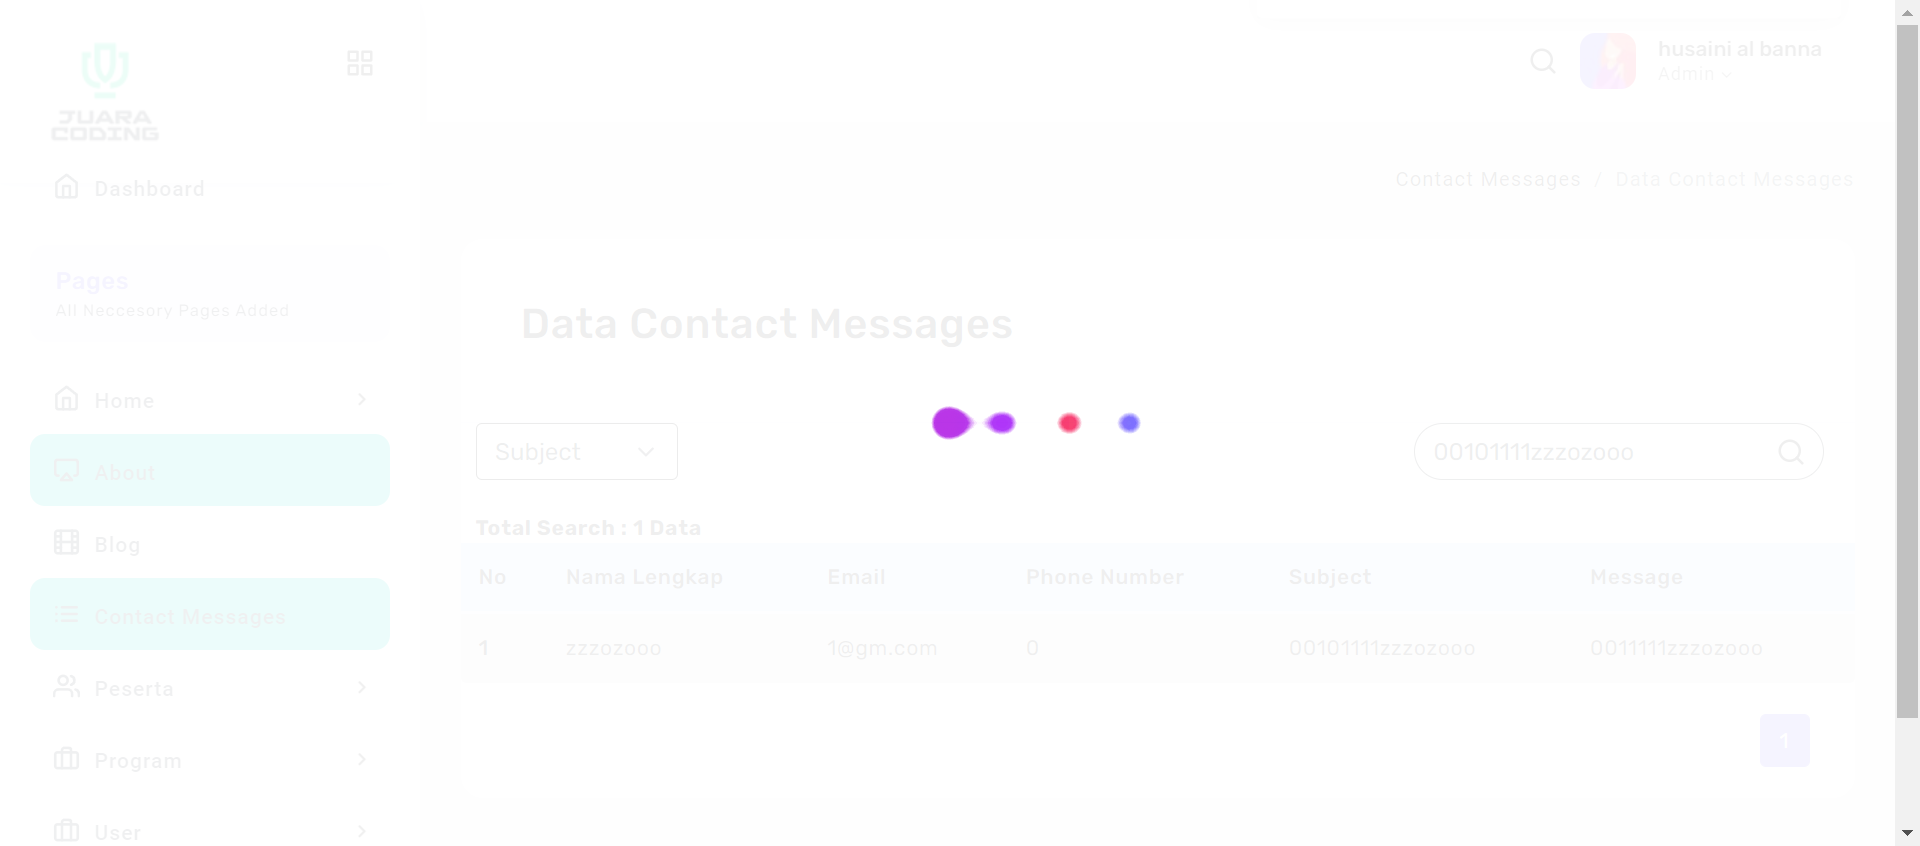 JUARA
CODING
husaini al banna
Admin
Dashboard
Contact Messages / Data Contact Messages
Pages
All Neccesory Pages Added
Data Contact Messages
Home
Subject
00101111zzzozooo
About
Total Search : 1 Data
Blog
No Nama Lengkap Email Phone Number Subject Message
Contact Messages
1 zzzozooo 1@gm.com 0 00101111zzzozooo 0011111zzzozooo
Peserta
1
Program
User